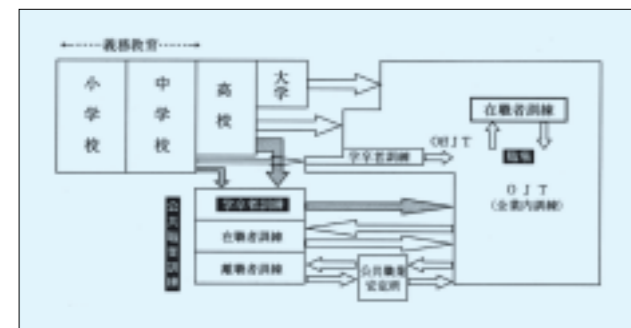 義務教育
小学校
中学校
高校
大学
在職者訓練
OffJT
職場
学卒者訓練
OJT
(企業内訓練)
公共職業訓練
学卒者訓練
在職者訓練
離職者訓練
公共職業
安定所